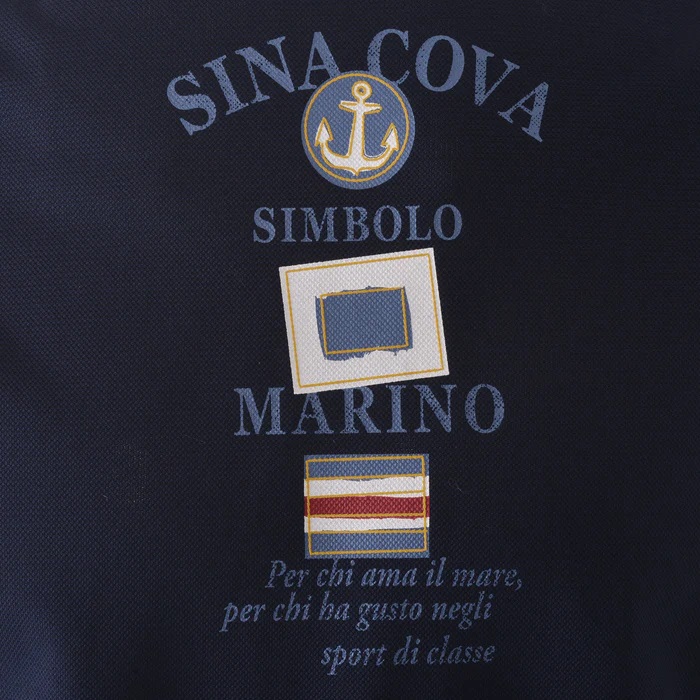 SINA COVA
SIMBOLO
MARINO
Per chi ama il mare,
per chi ha gusto negli
sport di classe